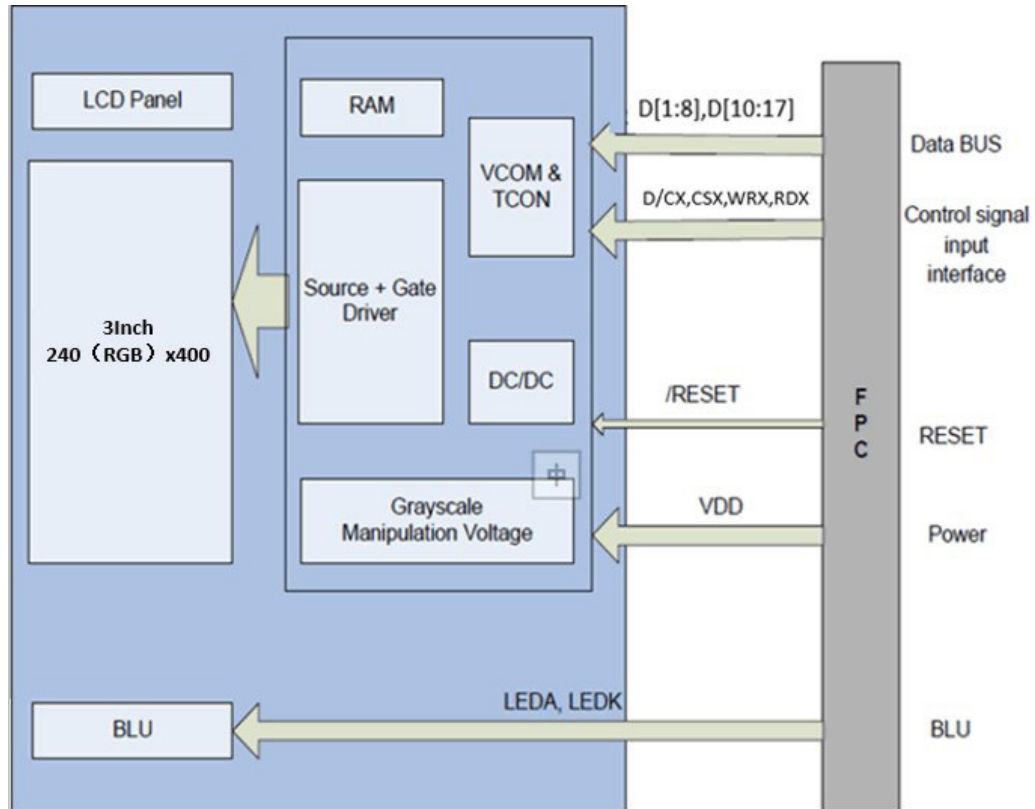 LCD Panel
RAM
VCOM &
TCON
D[1:8],D[10:17]
Data BUS
D/CX,CSX,WRX,RDX
Control signal
input
interface
Source + Gate
Driver
3Inch
240（RGB）x400
DC/DC
/RESET
F
P
C
RESET
中
Grayscale
Manipulation Voltage
VDD
Power
LEDA, LEDK
BLU
BLU